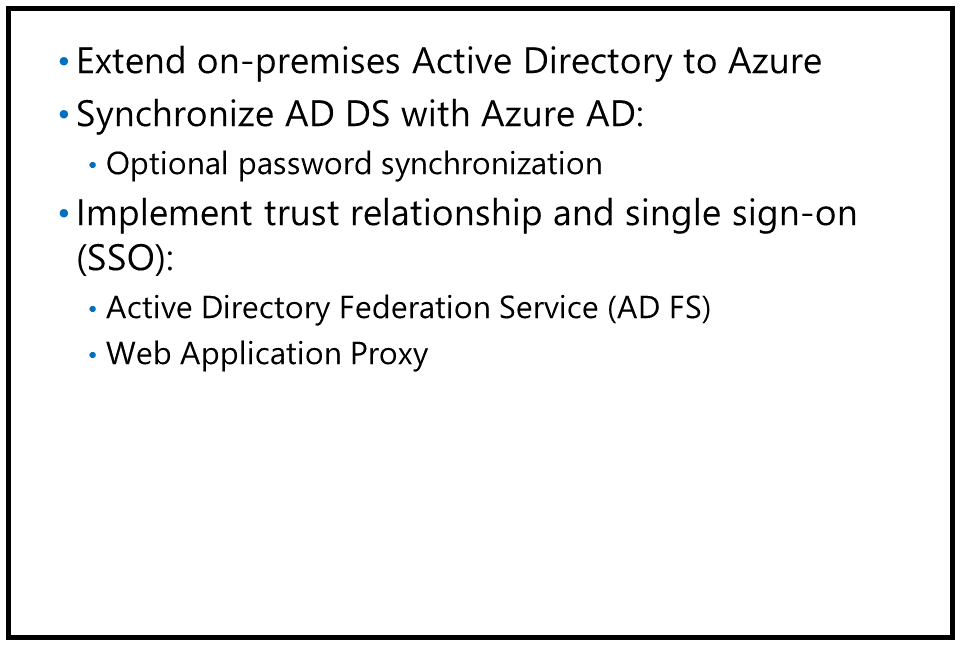 • Extend on-premises Active Directory to Azure
• Synchronize AD DS with Azure AD:
• Optional password synchronization
• Implement trust relationship and single sign-on
(SSO):
• Active Directory Federation Service (AD FS)
• Web Application Proxy